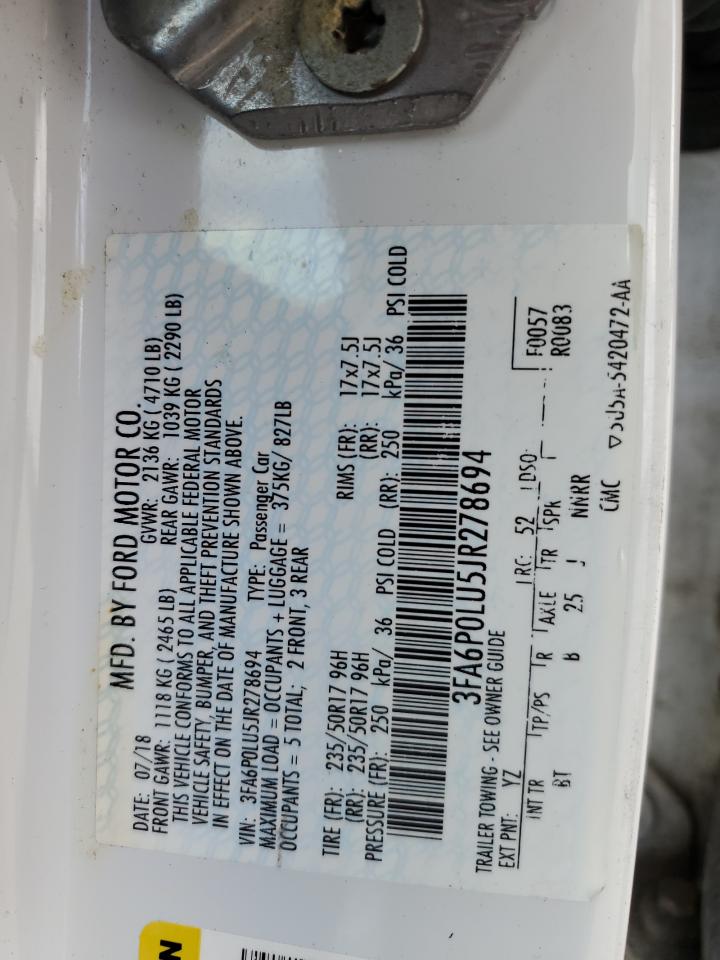 MFD. BY FORD MOTOR CO.
DATE: 07/18 GVWR: 2136 KG ( 4710 LB)
FRONT GAWR: 1118 KG ( 2465 LB) REAR GAWR: 1039 KG ( 2290 LB)
THIS VEHICLE CONFORMS TO ALL APPLICABLE FEDERAL MOTOR
VEHICLE SAFETY, BUMPER, AND THEFT PREVENTION STANDARDS
IN EFFECT ON THE DATE OF MANUFACTURE SHOWN ABOVE.
VIN: 3FA6P0LU5JR278694 TYPE: Passenger Car
MAXIMUM LOAD = OCCUPANTS + LUGGAGE = 375KG/ 827LB
OCCUPANTS = 5 TOTAL; 2 FRONT, 3 REAR
TIRE (FR): 235/50R17 96H RIMS (FR): 17x7.5J
(RR): 235/50R17 96H (RR): 17x7.5J
PRESSURE (FR): 250 kPa/ 36 PSI COLD (RR): 250 kPa/ 36 PSI COLD
3FA6P0LU5JR278694
TRAILER TOWING - SEE OWNER GUIDE
EXT PNT: YZ RC: 52 DSO: F0057
R0083
INT TR TP/PS R AXLE TR SPR
BT B 25 J NNRR
CMC